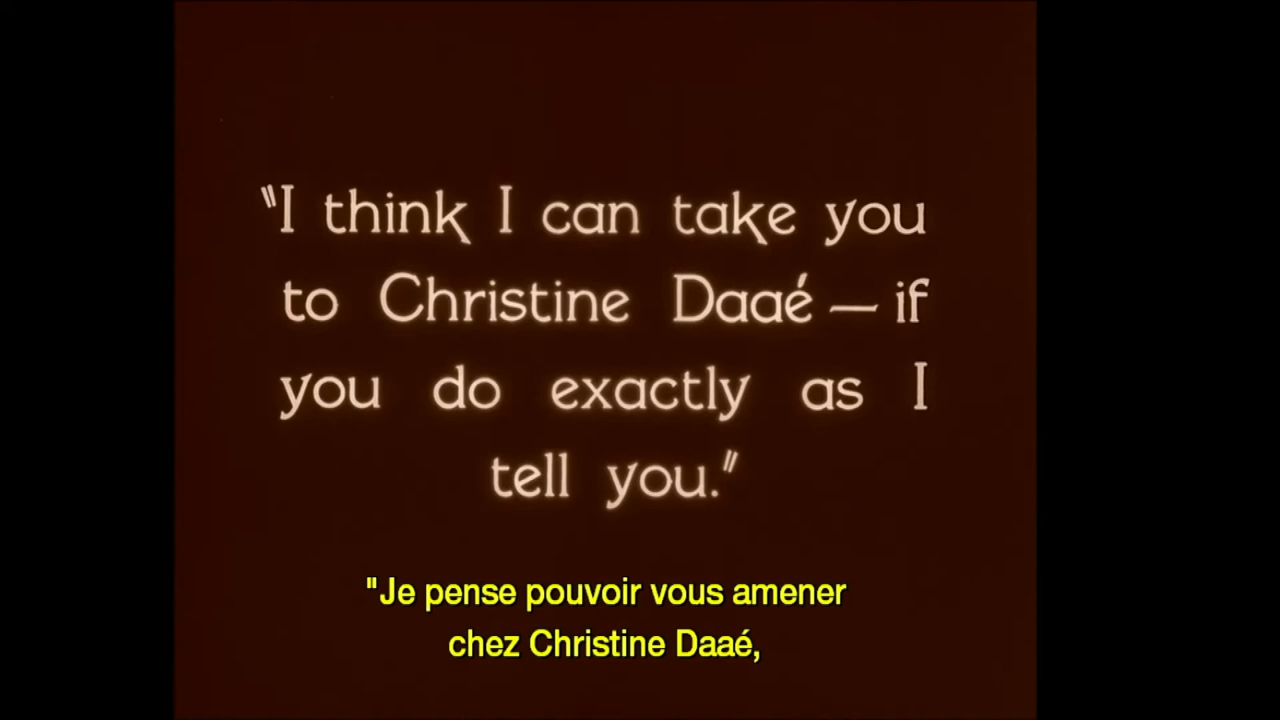 "I think I can take you
to Christine Daaé — if
you do exactly as I
tell you."
"Je pense pouvoir vous amener
chez Christine Daaé,